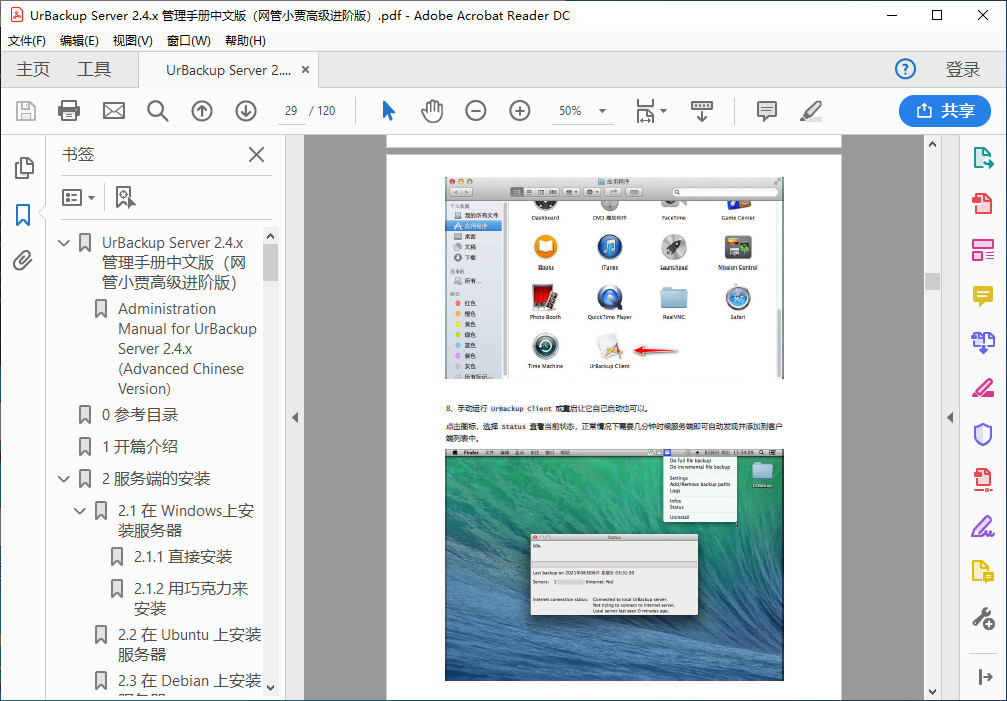 UrBackup Server 2.4.x 管理手册中文版（网管小贾高级进阶版）.pdf - Adobe Acrobat Reader DC
文件(F) 编辑(E) 视图(V) 窗口(W) 帮助(H)
主页 工具 UrBackup Server 2.... × ? 登录
29 / 120 50% 共享
书签
UrBackup Server 2.4.x
管理手册中文版（网
管小贾高级进阶版）
Administration
Manual for UrBackup
Server 2.4.x
(Advanced Chinese
Version)
0 参考目录
1 开篇介绍
2 服务端的安装
2.1 在 Windows上安
装服务器
2.1.1 直接安装
2.1.2 用巧克力来
安装
2.2 在 Ubuntu 上安装
服务器
2.3 在 Debian 上安装
应用程序
个人收藏
我的所有文件
应用程序
桌面
文稿
下载
所有...
标记
红色
橙色
黄色
绿色
蓝色
紫色
灰色
所有标记...
Dashboard DVD 播放程序 FaceTime Game Center
iBooks iTunes Launchpad Mission Control
Photo Booth QuickTime Player RealVNC Safari
Time Machine UrBackup Client
8、手动运行 UrBackup Client 或重启让它自己启动也可以。
点击图标，选择 Status 查看当前状态，正常情况下需要几分钟时候服务端即可自动发现并添加到客户
端列表中。
Finder 文件 编辑 显示 前往 窗口 帮助
Do full file backup
Do incremental file backup
Settings
Add/Remove backup paths
Logs
Infos
Status
Uninstall
UrBackup
Status
Idle.
Last backup on 2021年08月06日 星期五 03:31:30
Servers: 1 (Internet: No)
Internet connection status: Connected to local UrBackup server.
Not trying to connect to Internet server.
Local server last seen 0 minutes ago.